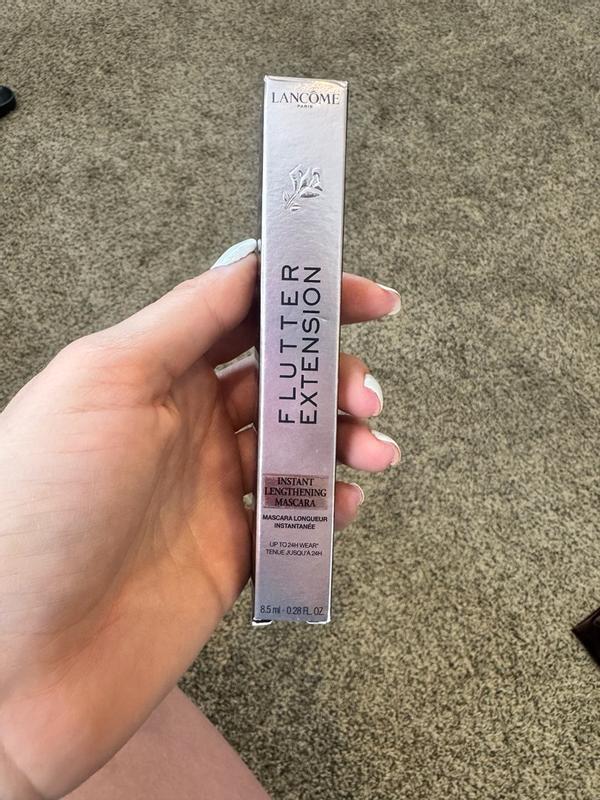 LANCÔME
PARIS
FLUTTER
EXTENSION
INSTANT
LENGTHENING
MASCARA
MASCARA LONGUEUR
INSTANTANÉE
UP TO 24H WEAR*
TENUE JUSQU'À 24H
8.5 ml - 0.28 FL. OZ.